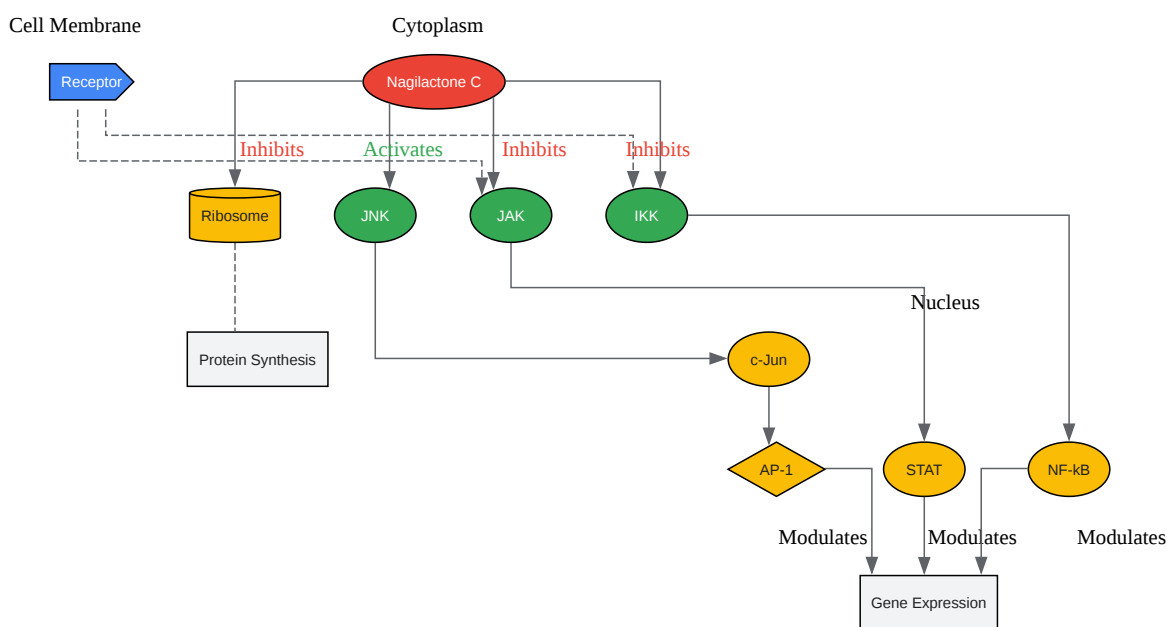 Cell Membrane
Cytoplasm
Receptor
Nagilactone C
Inhibits
Activates
Inhibits
Inhibits
Ribosome
JNK
JAK
IKK
Nucleus
Protein Synthesis
c-Jun
AP-1
STAT
NF-kB
Modulates
Modulates
Modulates
Gene Expression